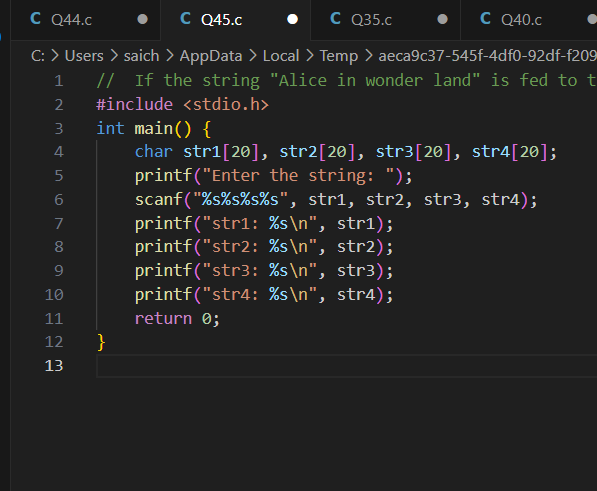 C Q44.c C Q45.c C Q35.c C Q40.c
C: > Users > saich > AppData > Local > Temp > aeca9c37-545f-4df0-92df-f209
1 // If the string "Alice in wonder land" is fed to t
2 #include <stdio.h>
3 int main() {
4 char str1[20], str2[20], str3[20], str4[20];
5 printf("Enter the string: ");
6 scanf("%s%s%s%s", str1, str2, str3, str4);
7 printf("str1: %s\n", str1);
8 printf("str2: %s\n", str2);
9 printf("str3: %s\n", str3);
10 printf("str4: %s\n", str4);
11 return 0;
12 }
13